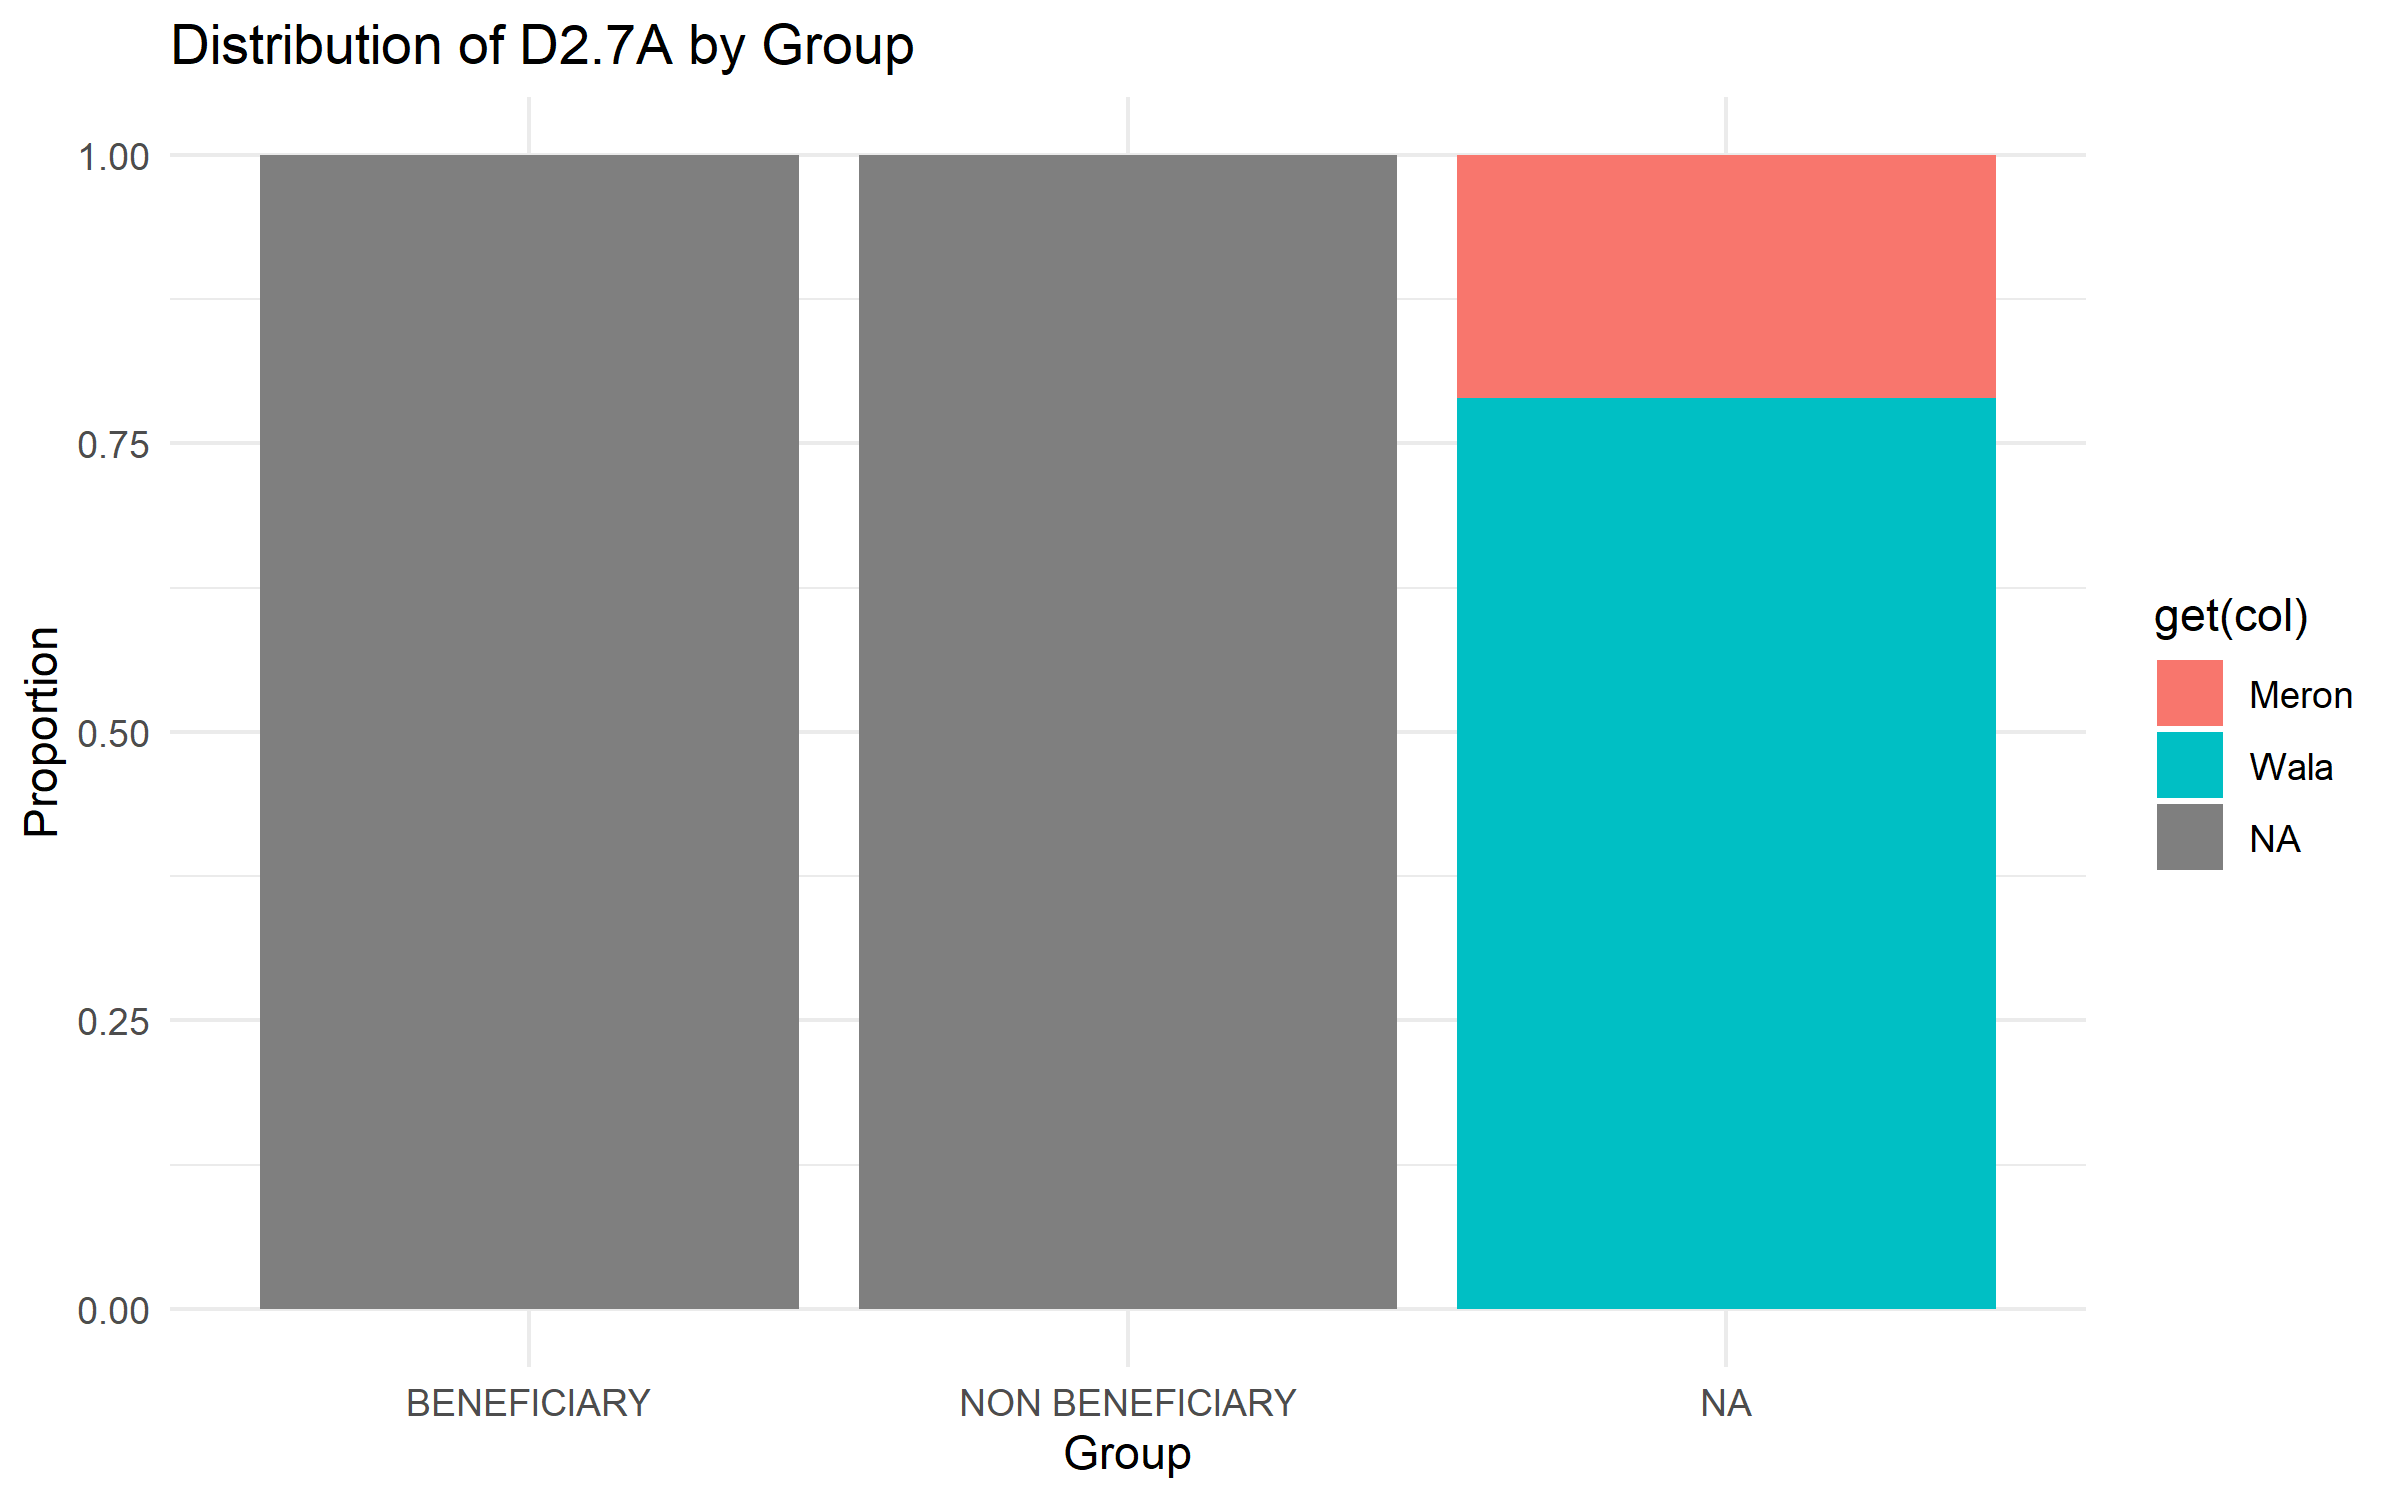 Distribution of D2.7A by Group
1.00
0.75
0.50
0.25
0.00
Proportion
BENEFICIARY
NON BENEFICIARY
NA
Group
get(col)
Meron
Wala
NA